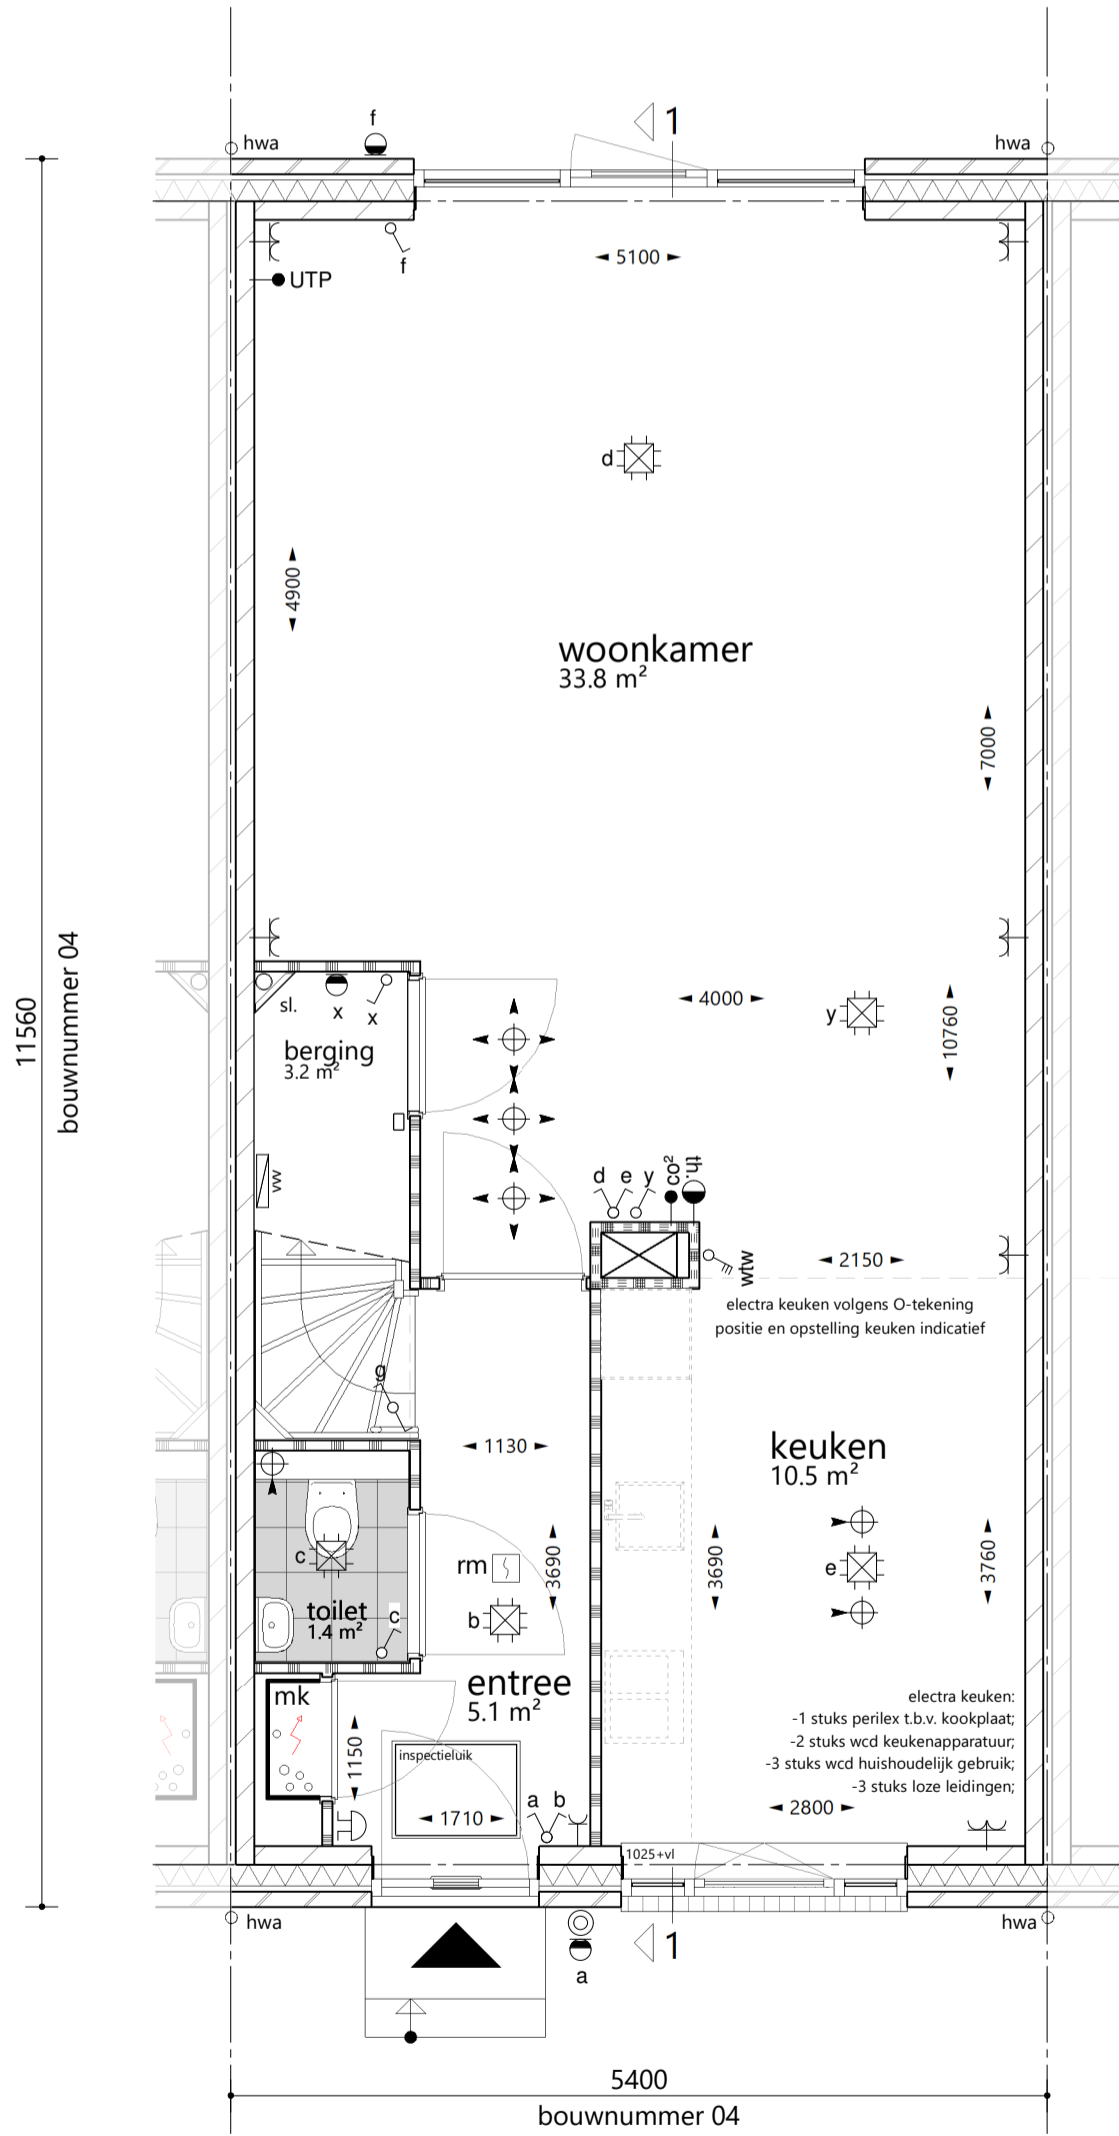 1
f
hwa
hwa
f
5100
UTP
d
4900
woonkamer
33.8 m²
7000
11560
bouwnummer 04
sl.
x
x
4000
y
10760
berging
3.2 m²
vw
d e y
co²
th.
wtw
2150
electra keuken volgens O-tekening
positie en opstelling keuken indicatief
g
1130
keuken
10.5 m²
c
rm
3690
3690
e
3760
toilet
1.4 m²
c
b
entree
5.1 m²
mk
1150
inspectieluik
1710
a b
electra keuken:
-1 stuks perilex t.b.v. kookplaat;
-2 stuks wcd keukenapparatuur;
-3 stuks wcd huishoudelijk gebruik;
-3 stuks loze leidingen;
2800
1025+vl
hwa
hwa
a
1
5400
bouwnummer 04